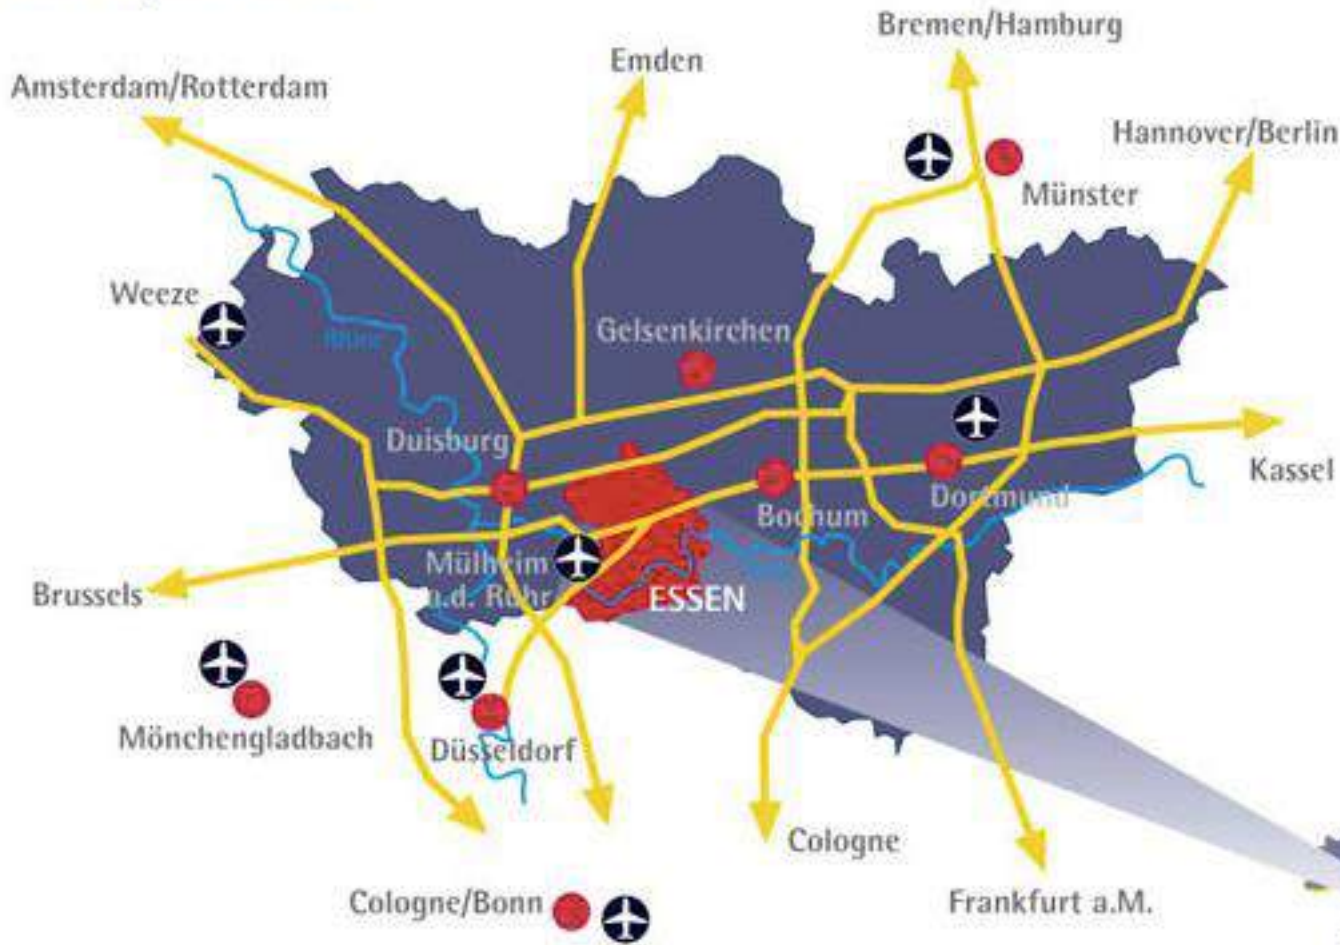 Bremen/Hamburg
Emden
Amsterdam/Rotterdam
Hannover/Berlin
Münster
Weeze
Gelsenkirchen
Duisburg
Kassel
Dortmund
Bochum
Mülheim
a.d. Ruhr
Brussels
ESSEN
Mönchengladbach
Düsseldorf
Cologne
Cologne/Bonn
Frankfurt a.M.